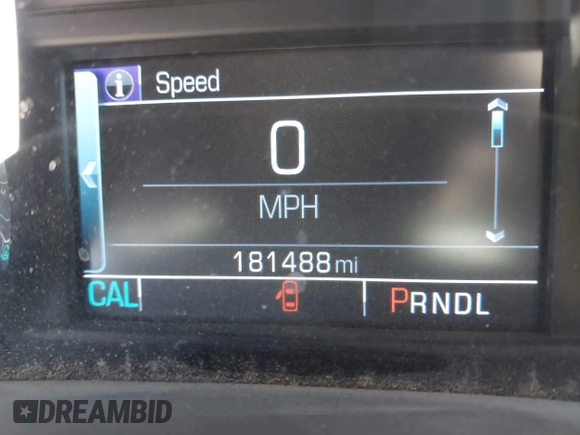 Speed
0
MPH
181488 mi
CAL
PRNDL
DREAMBID